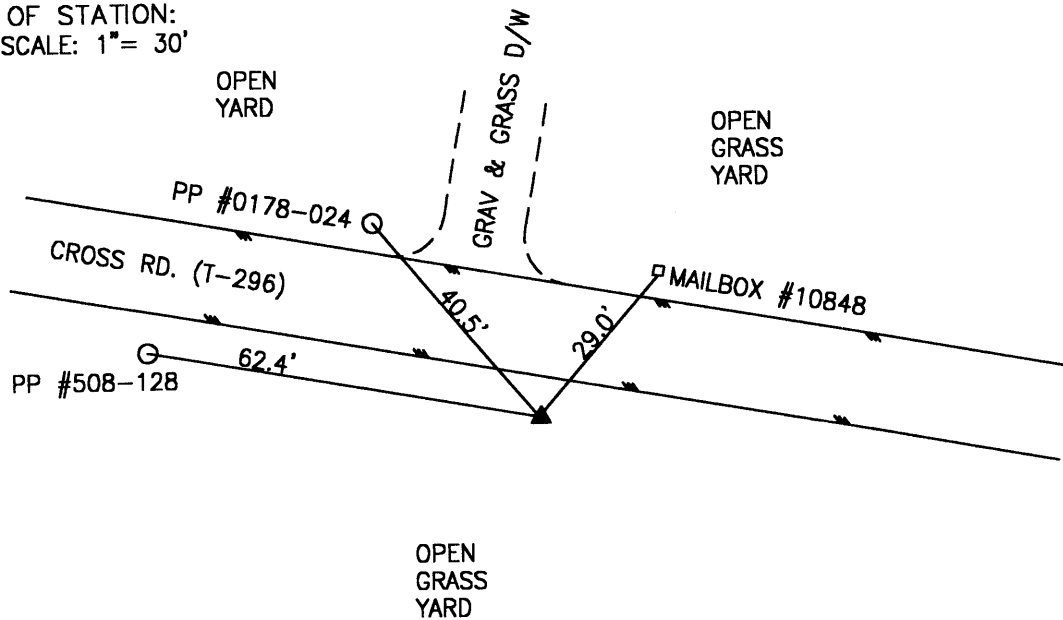 OF STATION:
SCALE: 1"= 30'
OPEN
YARD
GRAV & GRASS D/W
OPEN
GRASS
YARD
PP #0178-024
CROSS RD. (T-296)
MAILBOX #10848
40.5'
29.0'
62.4'
PP #508-128
OPEN
GRASS
YARD